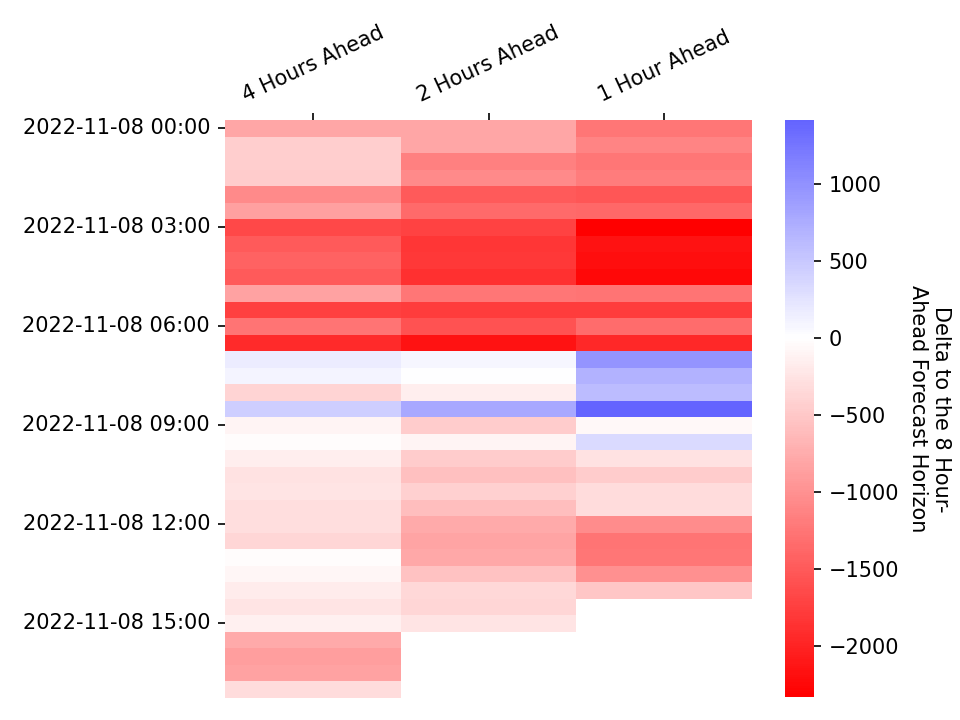 4 Hours Ahead
2 Hours Ahead
1 Hour Ahead
2022-11-08 00:00
2022-11-08 03:00
2022-11-08 06:00
2022-11-08 09:00
2022-11-08 12:00
2022-11-08 15:00
1000
500
0
−500
−1000
−1500
−2000
Delta to the 8 Hour-
Ahead Forecast Horizon